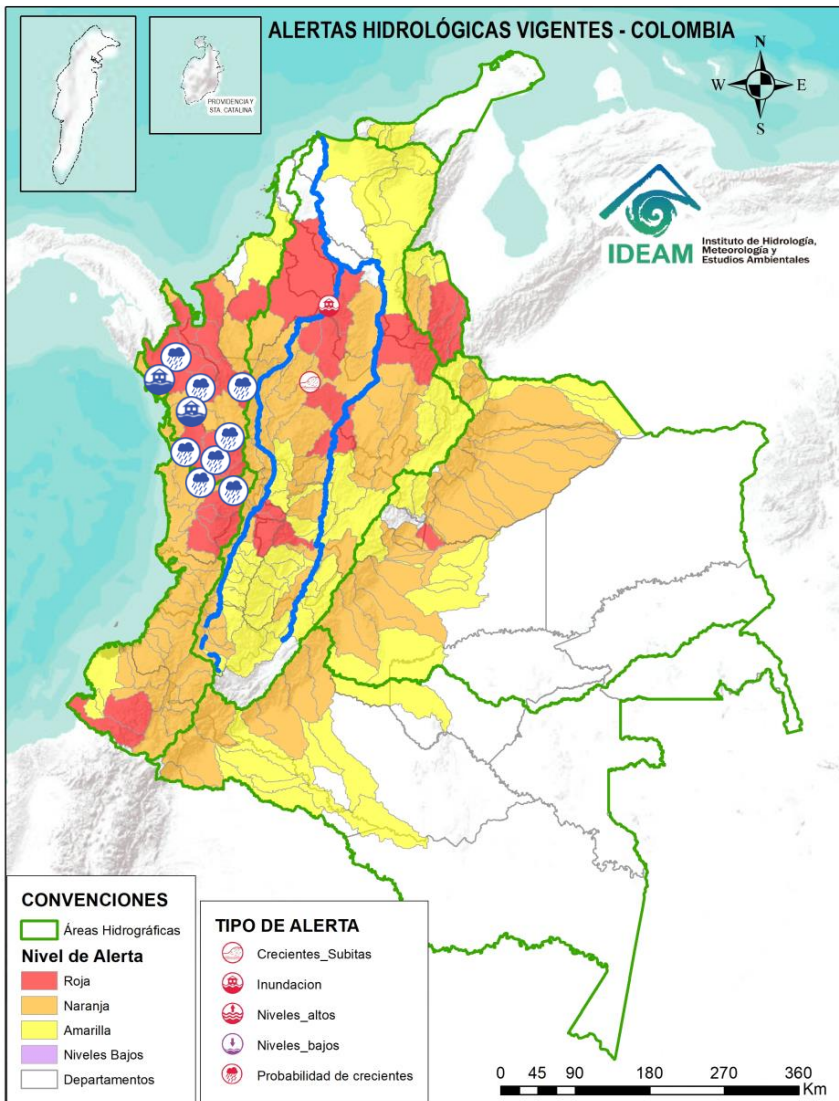 ALERTAS HIDROLÓGICAS VIGENTES - COLOMBIA
PROVIDENCIA Y
STA. CATALINA
N
W
E
S
IDEAM
Instituto de Hidrología,
Meteorología y
Estudios Ambientales
CONVENCIONES
Áreas Hidrográficas
Nivel de Alerta
Roja
Naranja
Amarilla
Niveles Bajos
Departamentos
TIPO DE ALERTA
Crecientes_Subitas
Inundacion
Niveles_altos
Niveles_bajos
Probabilidad de crecientes
0 45 90 180 270 360
Km